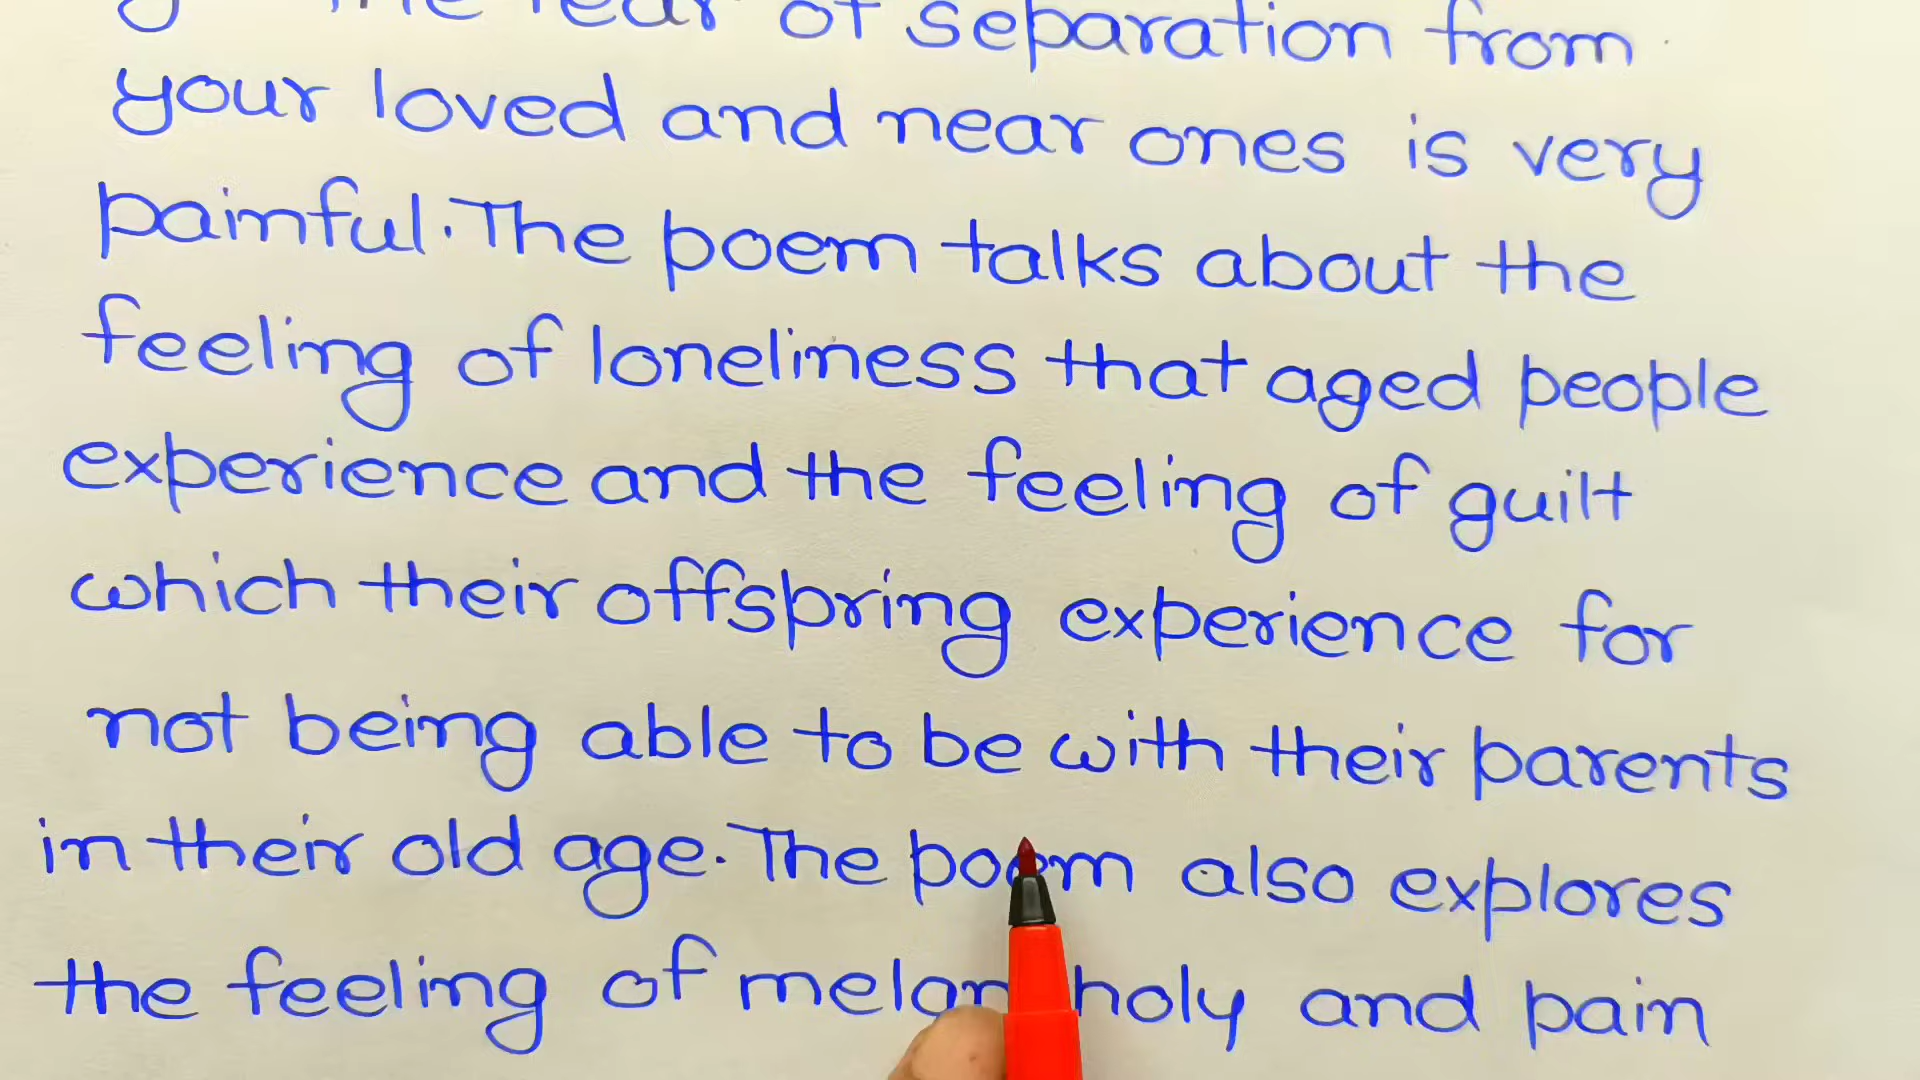 the fear of separation from
your loved and near ones is very
painful. The poem talks about the
feeling of loneliness that aged people
experience and the feeling of guilt
which their offspring experience for
not being able to be with their parents
in their old age. The poem also explores
the feeling of melancholy and pain